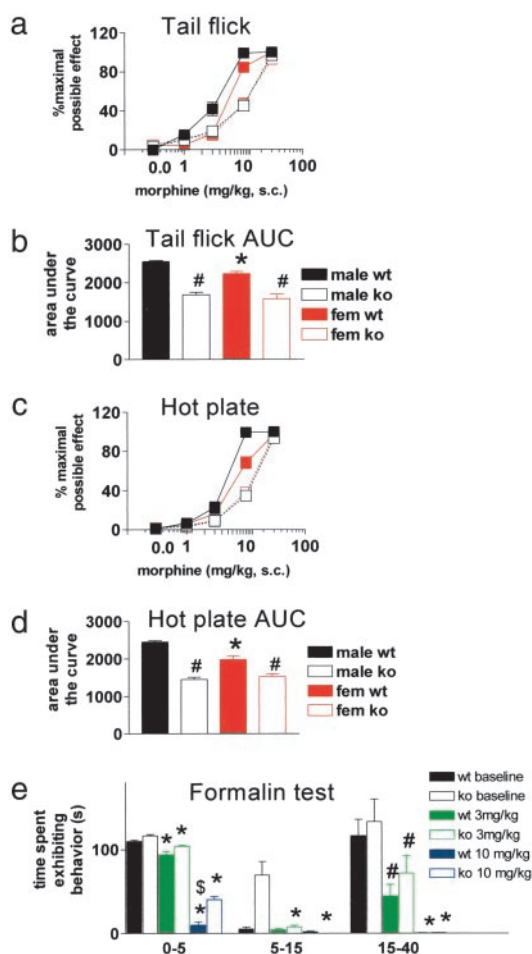 a Tail flick
%maximal
possible effect
120
80
40
0
0.0 1 10 100
morphine (mg/kg, s.c.)
b Tail flick AUC
area under
the curve
3000
2000
1000
0
# * #
male wt
male ko
fem wt
fem ko
c Hot plate
% maximal
possible effect
120
80
40
0
0.0 1 10 100
morphine (mg/kg, s.c.)
d Hot plate AUC
area under
the curve
3000
2000
1000
0
# * #
male wt
male ko
fem wt
fem ko
e Formalin test
time spent
exhibiting
behavior (s)
100
0
* * $ * * * * # # * *
0-5 5-15 15-40
wt baseline
ko baseline
wt 3mg/kg
ko 3mg/kg
wt 10 mg/kg
ko 10 mg/kg